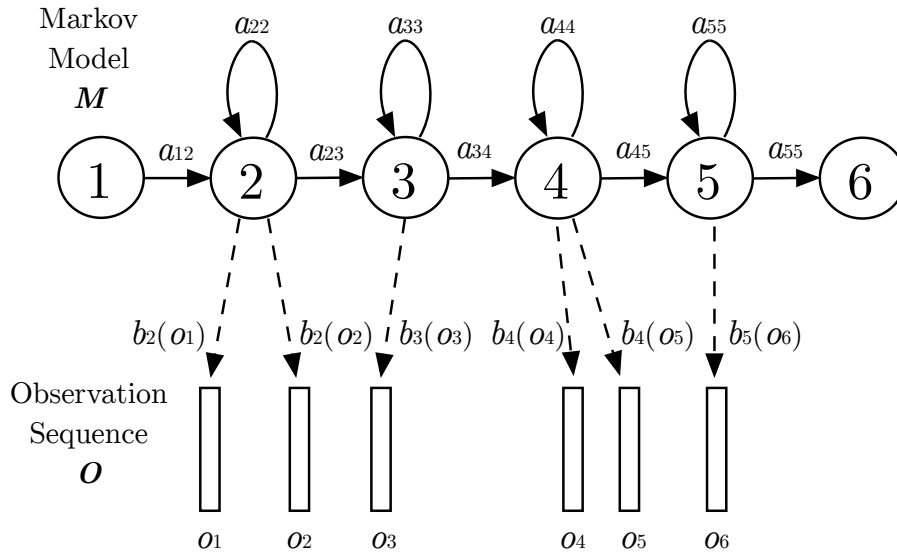 Markov
Model
M
a22 a33 a44 a55
1 a12 2 a23 3 a34 4 a45 5 a55 6
b2(o1) b2(o2) b3(o3) b4(o4) b4(o5) b5(o6)
Observation
Sequence
O
o1 o2 o3 o4 o5 o6